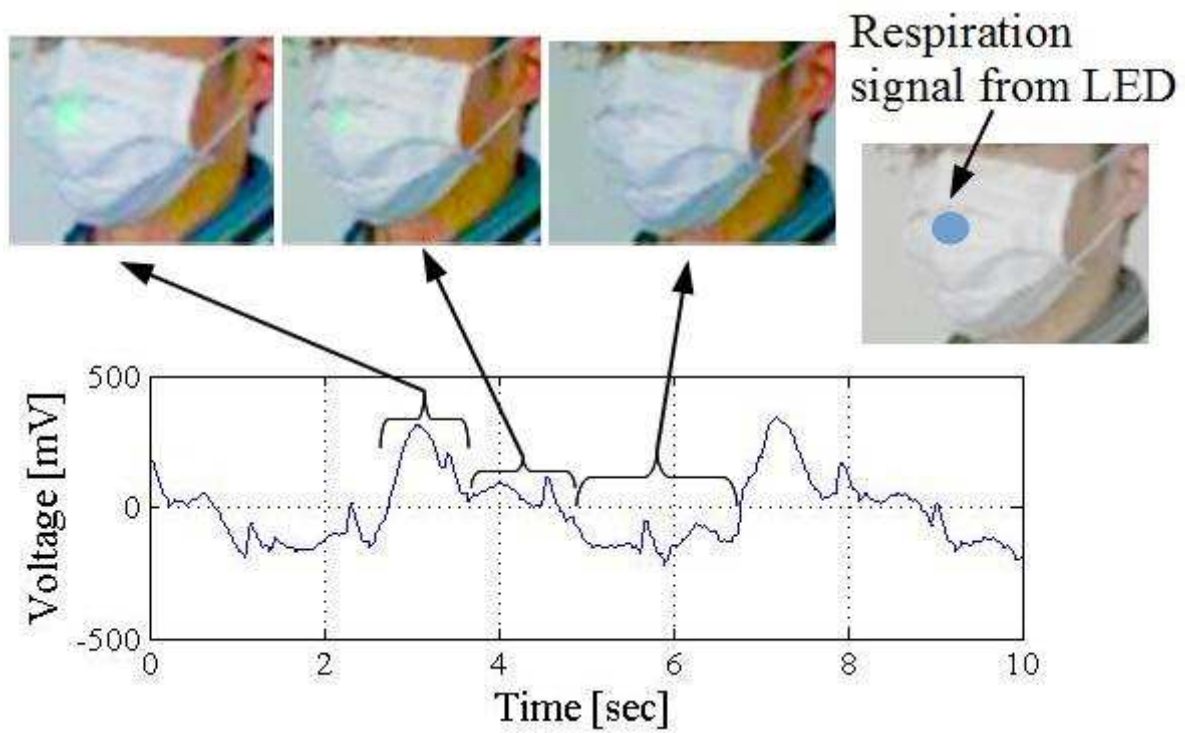 Respiration
signal from LED
500
0
-500
Voltage [mV]
0 2 4 6 8 10
Time [sec]